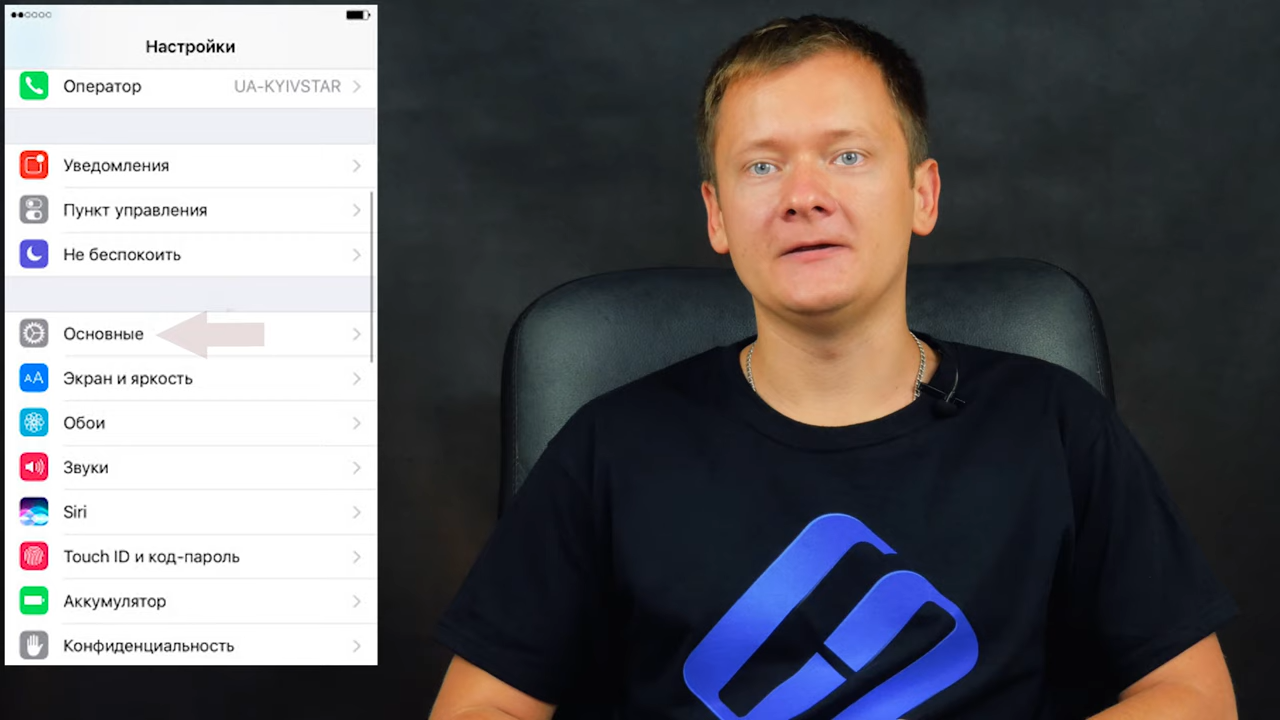 Настройки
Оператор UA-KYIVSTAR
Уведомления
Пункт управления
Не беспокоить
Основные
AA Экран и яркость
Обои
Звуки
Siri
Touch ID и код-пароль
Аккумулятор
Конфиденциальность